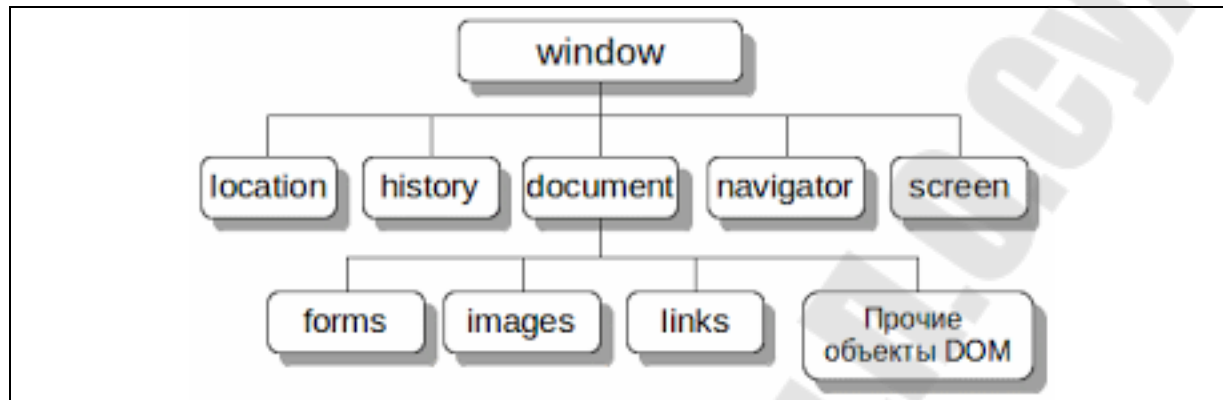 window
location history document navigator screen
forms images links Прочие
объекты DOM